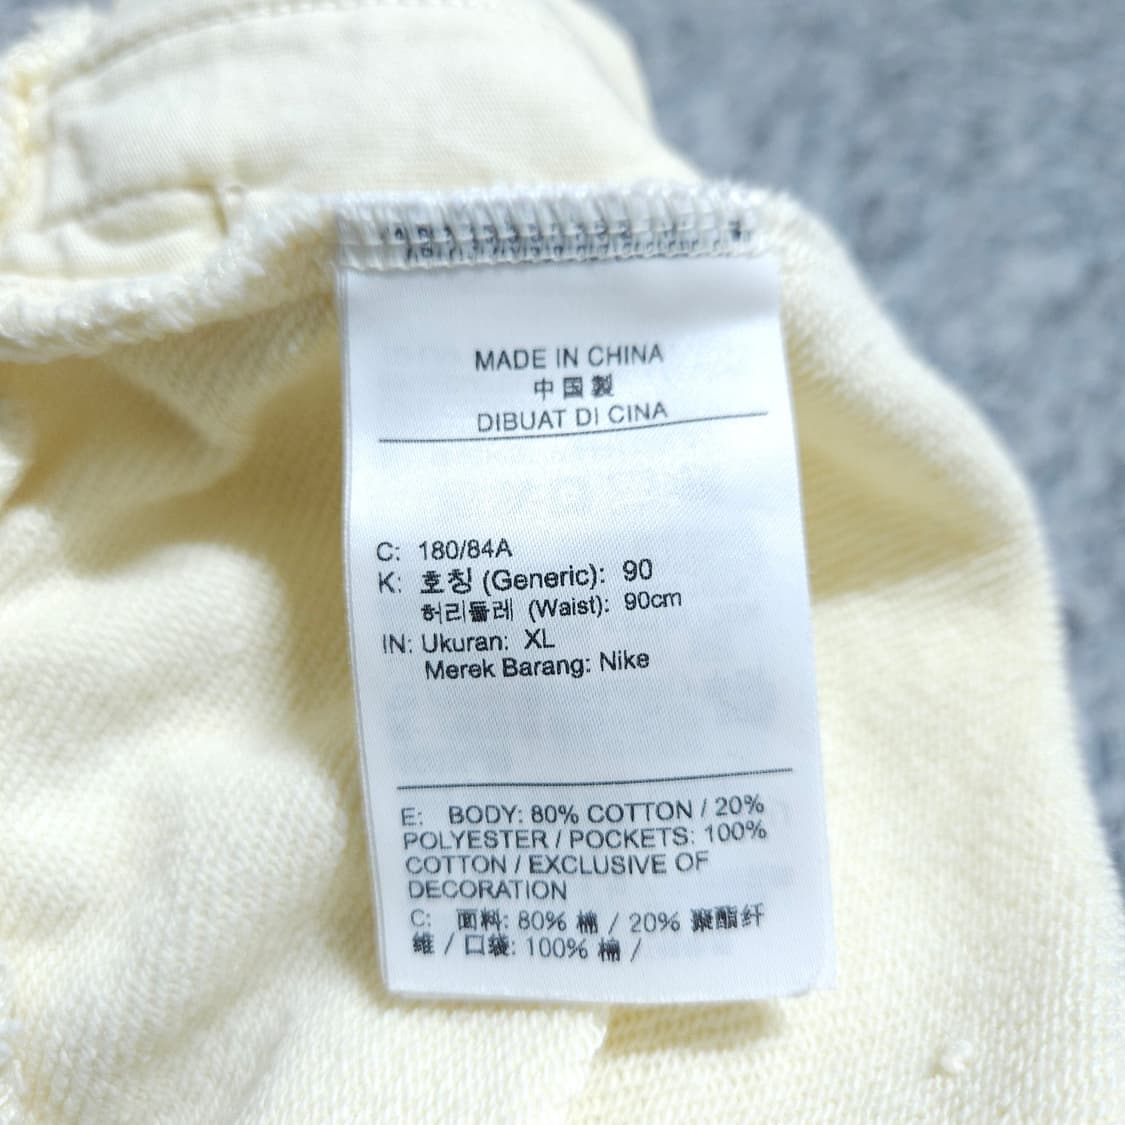 MADE IN CHINA
中国製
DIBUAT DI CINA
C: 180/84A
K: 호칭 (Generic): 90
허리둘레 (Waist): 90cm
IN: Ukuran: XL
Merek Barang: Nike
E: BODY: 80% COTTON / 20%
POLYESTER / POCKETS: 100%
COTTON / EXCLUSIVE OF
DECORATION
C: 面料: 80% 棉 / 20% 聚酯纤
维 / 口袋: 100% 棉 /